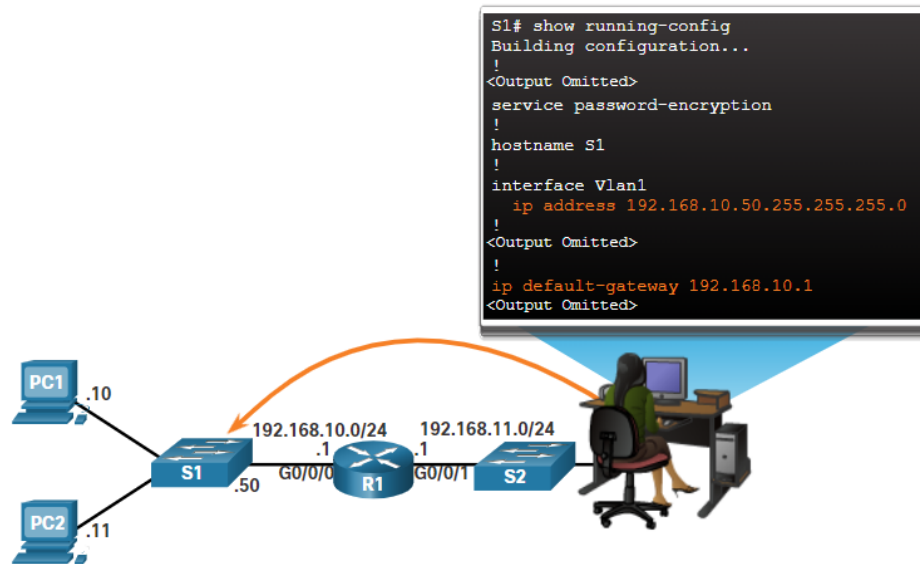 S1# show running-config
Building configuration...
!
<Output Omitted>
service password-encryption
!
hostname S1
!
interface Vlan1
ip address 192.168.10.50.255.255.255.0
!
<Output Omitted>
!
ip default-gateway 192.168.10.1
<Output Omitted>
PC1
.10
192.168.10.0/24
192.168.11.0/24
.1
.1
S1
G0/0/0
R1
G0/0/1
S2
.50
PC2
.11